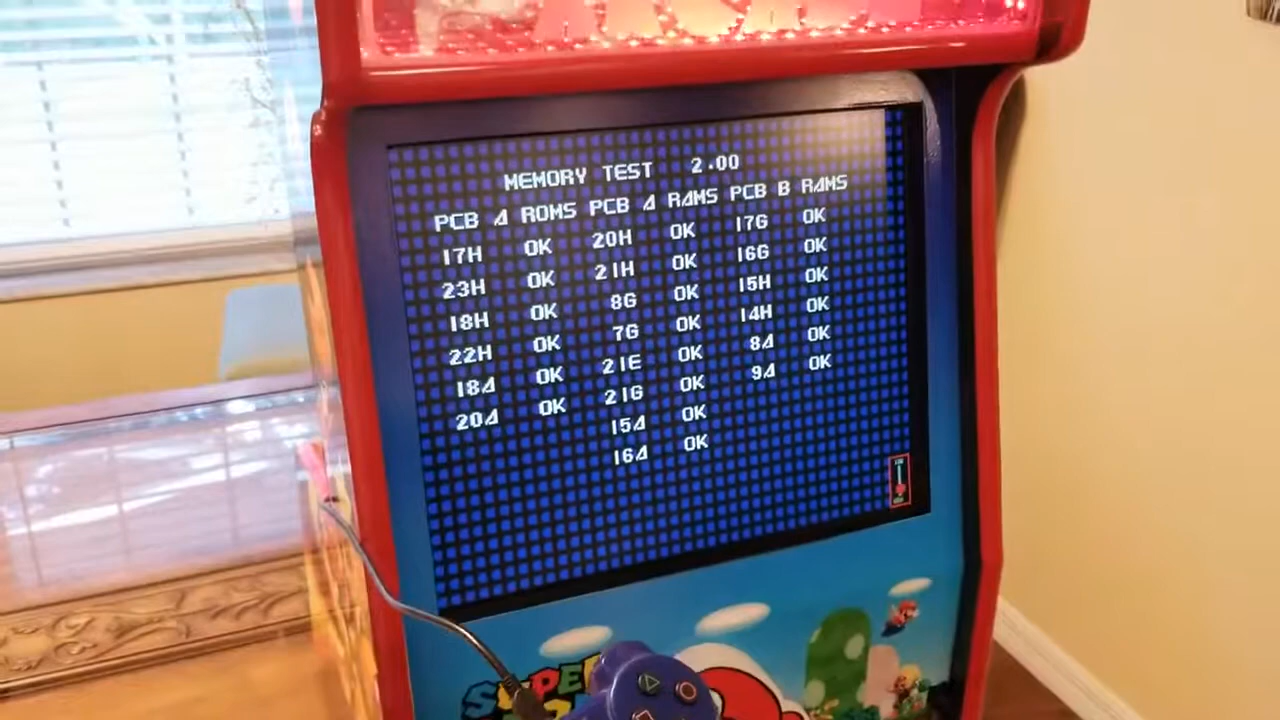 MEMORY TEST 2.00
PCB A ROMS PCB A RAMS PCB B RAMS
17H OK 20H OK 17G OK
23H OK 21H OK 16G OK
18H OK 8G OK 15H OK
22H OK 7G OK 14H OK
18A OK 21E OK 8A OK
20A OK 21G OK 9A OK
15A OK
16A OK
SUPER